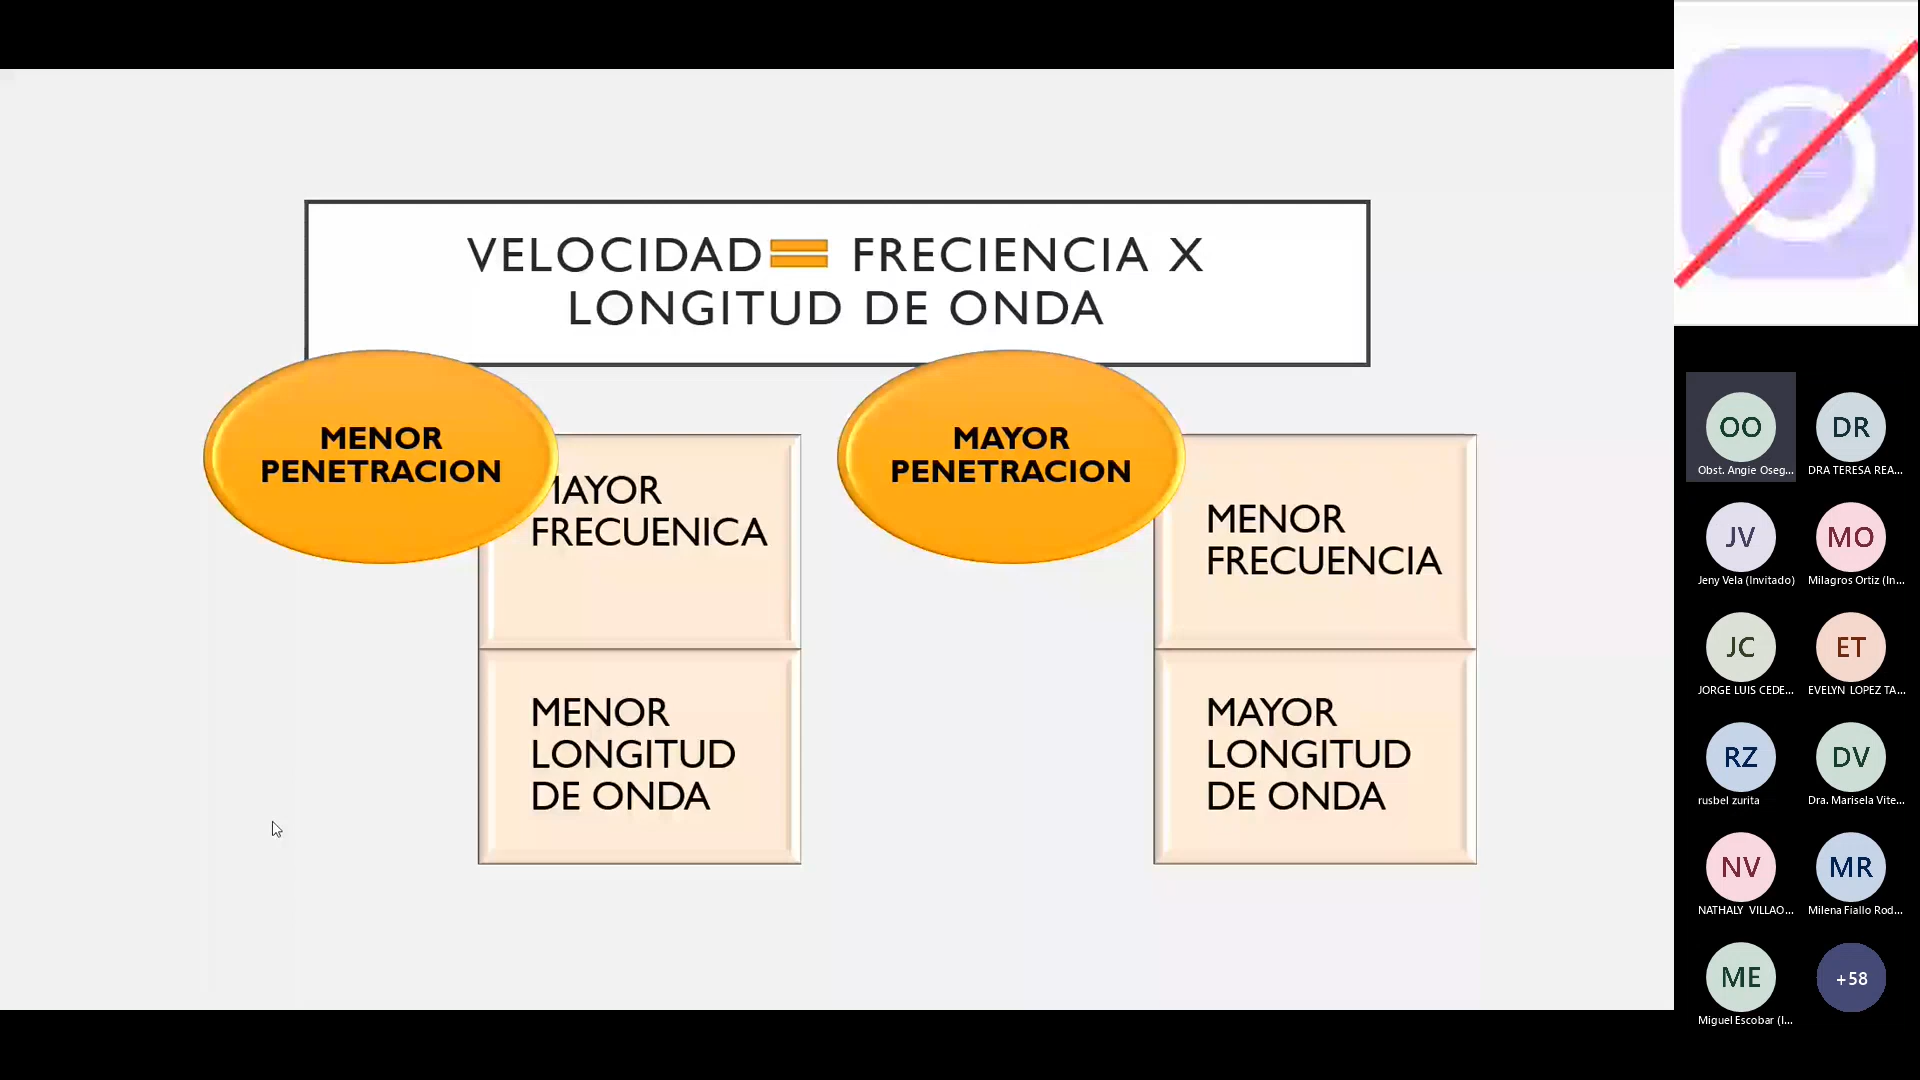 VELOCIDAD = FRECIENCIA X
LONGITUD DE ONDA
MENOR
PENETRACION
MAYOR
FRECUENICA
MENOR
LONGITUD
DE ONDA
MAYOR
PENETRACION
MENOR
FRECUENCIA
MAYOR
LONGITUD
DE ONDA
OO
Obst. Angie Oseg...
DR
DRA TERESA REA...
JV
Jeny Vela (Invitado)
MO
Milagros Ortiz (In...
JC
JORGE LUIS CEDE...
ET
EVELYN LOPEZ TA...
RZ
rusbel zurita
DV
Dra. Marisela Vite...
NV
NATHALY VILLAO...
MR
Milena Fiallo Rod...
ME
Miguel Escobar (I...
+58